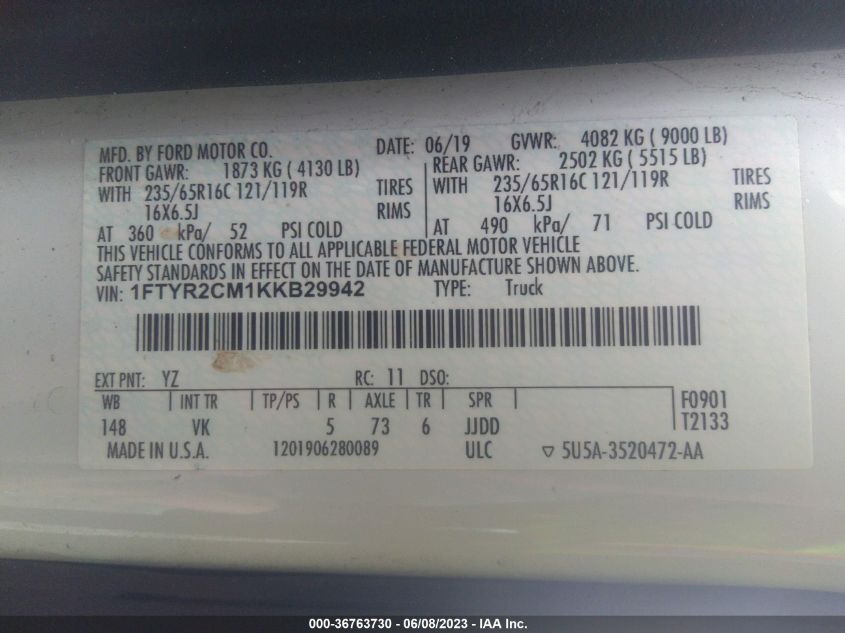 MFD. BY FORD MOTOR CO. DATE: 06/19 GVWR: 4082 KG ( 9000 LB)
FRONT GAWR: 1873 KG ( 4130 LB) REAR GAWR: 2502 KG ( 5515 LB)
WITH 235/65R16C 121/119R TIRES WITH 235/65R16C 121/119R TIRES
16X6.5J RIMS 16X6.5J RIMS
AT 360 kPa/ 52 PSI COLD AT 490 kPa/ 71 PSI COLD
THIS VEHICLE CONFORMS TO ALL APPLICABLE FEDERAL MOTOR VEHICLE
SAFETY STANDARDS IN EFFECT ON THE DATE OF MANUFACTURE SHOWN ABOVE.
VIN: 1FTYR2CM1KKB29942 TYPE: Truck
EXT PNT: YZ RC: 11 DSO:
WB INT TR TP/PS R AXLE TR SPR F0901
148 VK 5 73 6 JJDD T2133
MADE IN U.S.A. 1201906280089 ULC ▽ 5U5A-3520472-AA
000-36763730 - 06/08/2023 - IAA Inc.